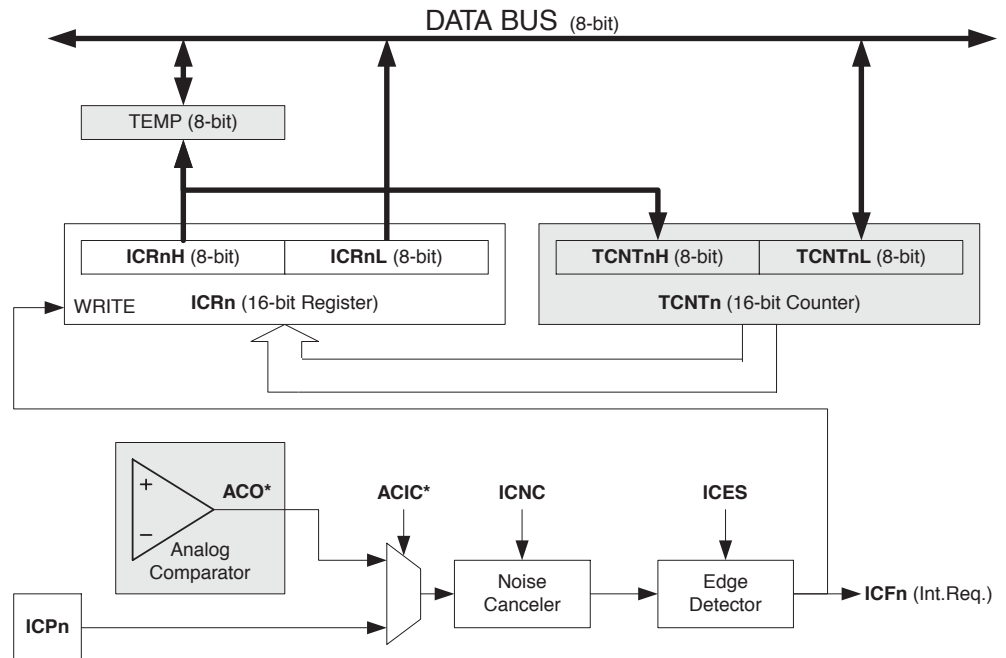 DATA BUS (8-bit)
TEMP (8-bit)
ICRnH (8-bit)
ICRnL (8-bit)
TCNTnH (8-bit)
TCNTnL (8-bit)
WRITE
ICRn (16-bit Register)
TCNTn (16-bit Counter)
+
−
ACO*
Analog
Comparator
ACIC*
ICNC
ICES
Noise
Canceler
Edge
Detector
ICFn (Int.Req.)
ICPn